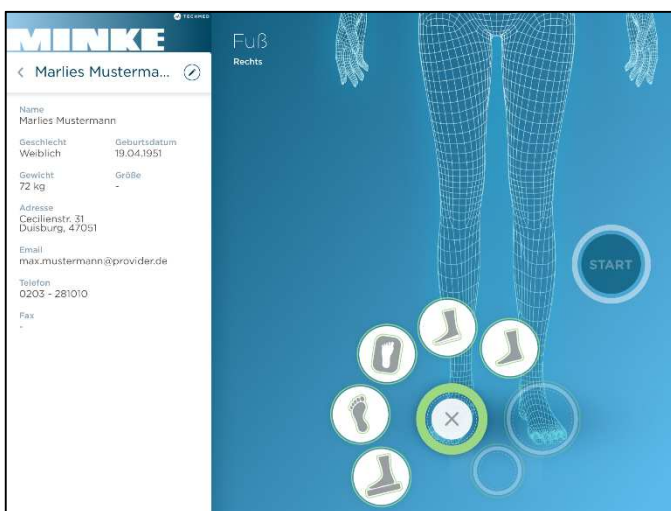 TECHMED
MINKE
Marlies Musterma...
Name
Marlies Mustermann
Geschlecht Geburtsdatum
Weiblich 19.04.1951
Gewicht Größe
72 kg -
Adresse
Cecilienstr. 31
Duisburg, 47051
Email
max.mustermann@provider.de
Telefon
0203 - 281010
Fax
-
Fuß
Rechts
START